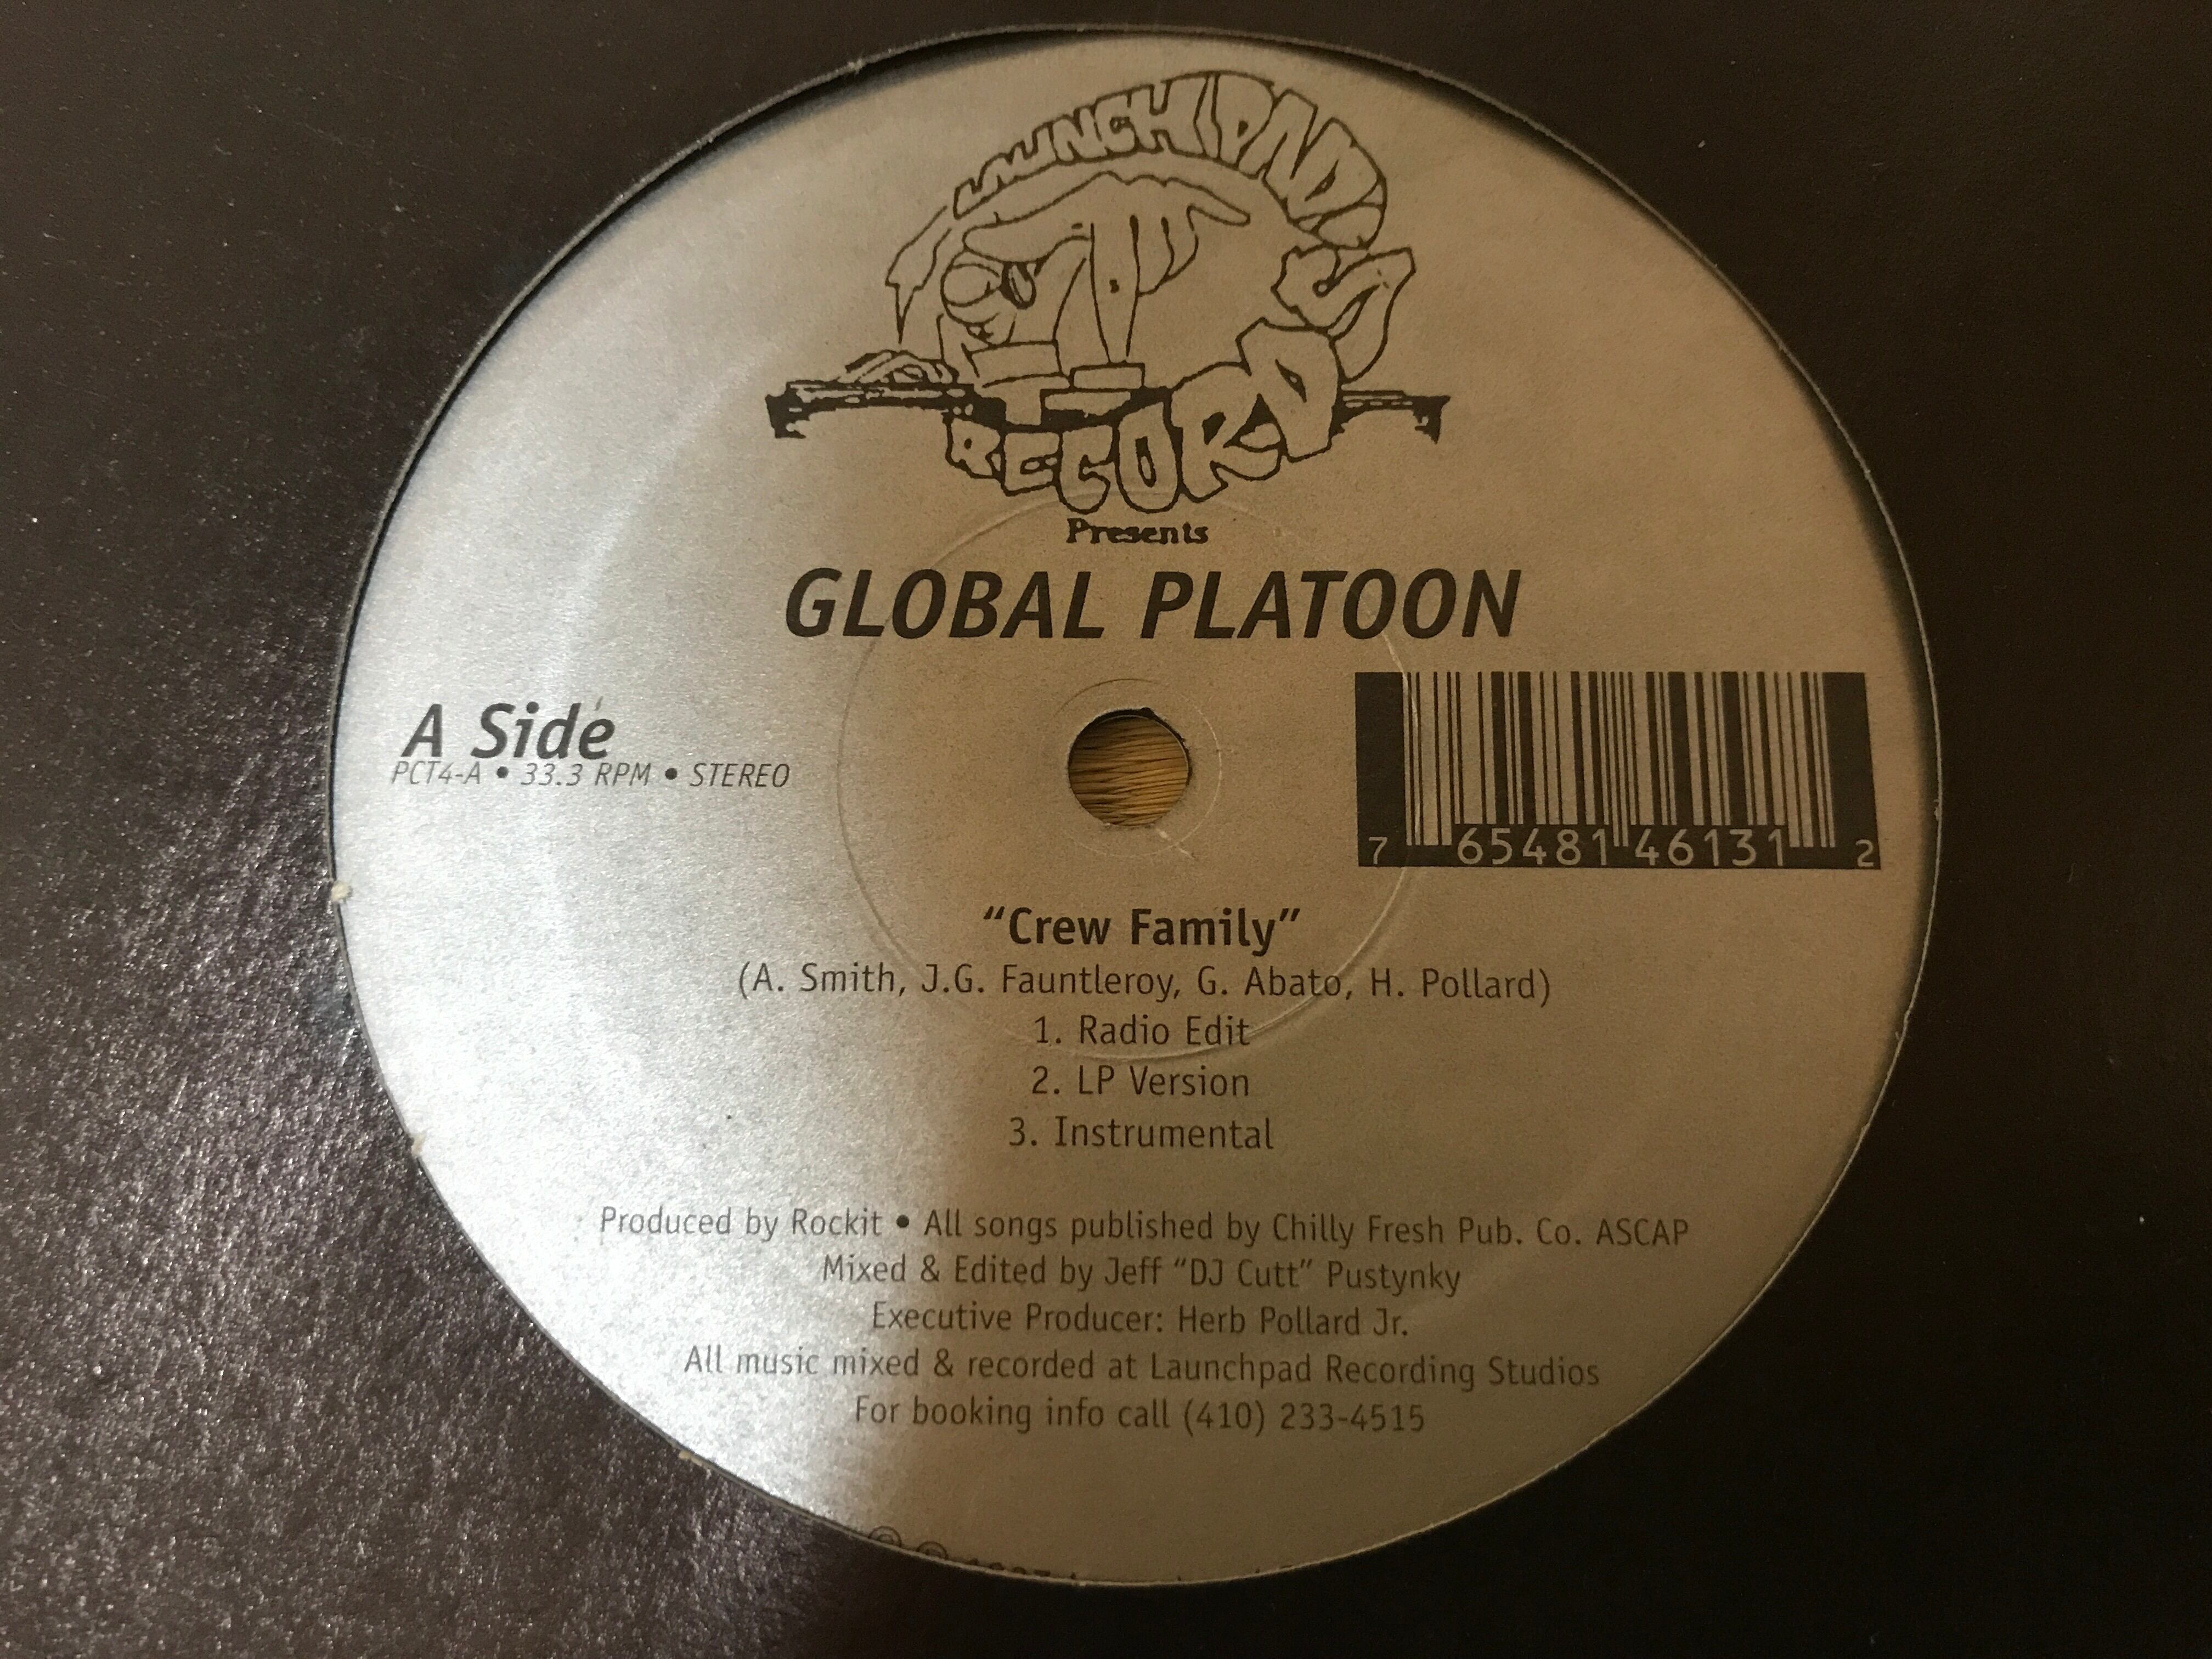 LAUNCH PAD
RECORDS
Presents
GLOBAL PLATOON
A Side
PCT4-A • 33.3 RPM • STEREO
7 65481 46131 2
“Crew Family”
(A. Smith, J.G. Fauntleroy, G. Abato, H. Pollard)
1. Radio Edit
2. LP Version
3. Instrumental
Produced by Rockit • All songs published by Chilly Fresh Pub. Co. ASCAP
Mixed & Edited by Jeff “DJ Cutt” Pustynky
Executive Producer: Herb Pollard Jr.
All music mixed & recorded at Launchpad Recording Studios
For booking info call (410) 233-4515